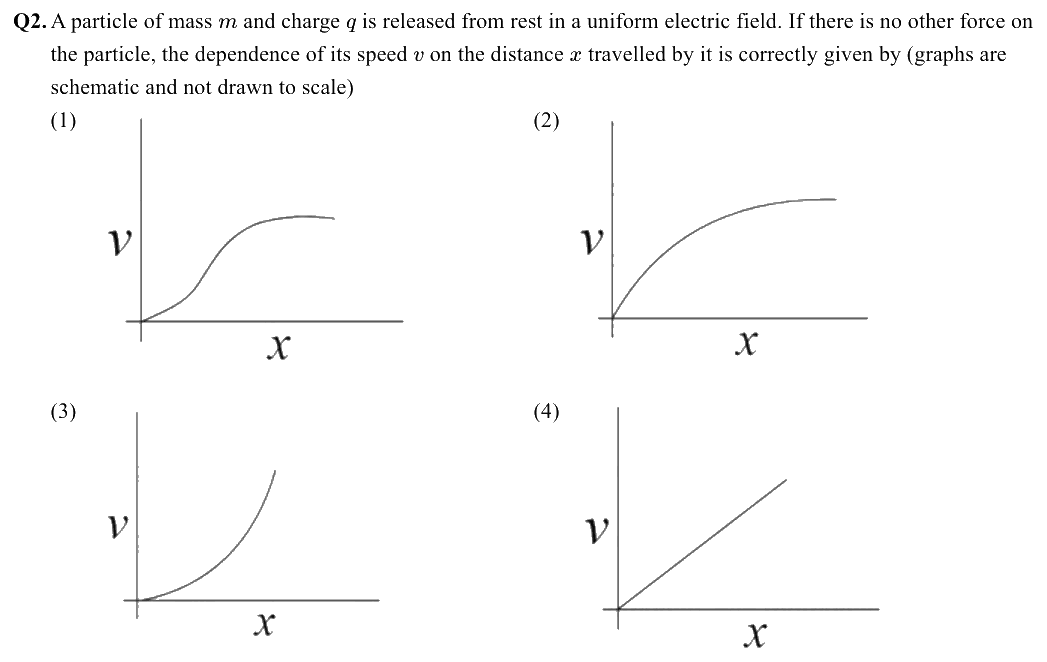 Q2. A particle of mass m and charge q is released from rest in a uniform electric field. If there is no other force on
the particle, the dependence of its speed v on the distance x travelled by it is correctly given by (graphs are
schematic and not drawn to scale)
(1)
(2)
V
V
x
x
(3)
(4)
V
V
x
x